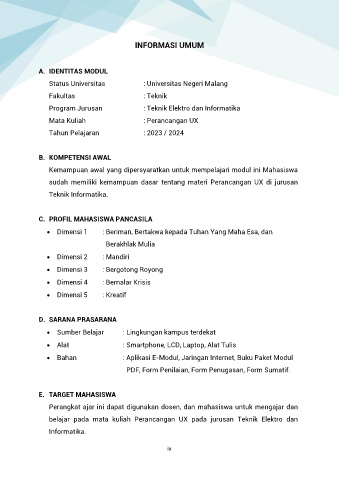 INFORMASI UMUM
A. IDENTITAS MODUL
Status Universitas : Universitas Negeri Malang
Fakultas : Teknik
Program Jurusan : Teknik Elektro dan Informatika
Mata Kuliah : Perancangan UX
Tahun Pelajaran : 2023 / 2024
B. KOMPETENSI AWAL
Kemampuan awal yang dipersyaratkan untuk mempelajari modul ini Mahasiswa
sudah memiliki kemampuan dasar tentang materi Perancangan UX di jurusan
Teknik Informatika.
C. PROFIL MAHASISWA PANCASILA
• Dimensi 1 : Beriman, Bertakwa kepada Tuhan Yang Maha Esa, dan
Berakhlak Mulia
• Dimensi 2 : Mandiri
• Dimensi 3 : Bergotong Royong
• Dimensi 4 : Bernalar Krisis
• Dimensi 5 : Kreatif
D. SARANA PRASARANA
• Sumber Belajar : Lingkungan kampus terdekat
• Alat : Smartphone, LCD, Laptop, Alat Tulis
• Bahan : Aplikasi E-Modul, Jaringan Internet, Buku Paket Modul
PDF, Form Penilaian, Form Penugasan, Form Sumatif.
E. TARGET MAHASISWA
Perangkat ajar ini dapat digunakan dosen, dan mahasiswa untuk mengajar dan
belajar pada mata kuliah Perancangan UX pada jurusan Teknik Elektro dan
Informatika.
ix